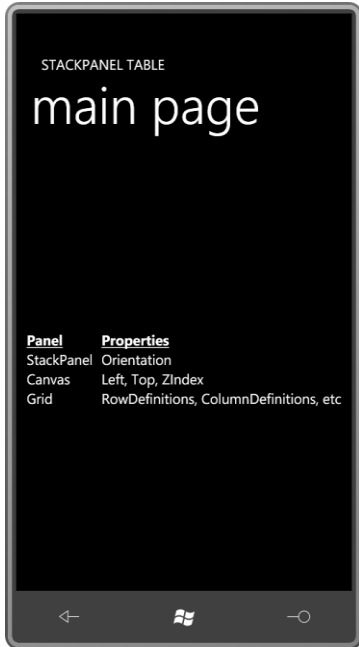 STACKPANEL TABLE
main page
Panel Properties
StackPanel Orientation
Canvas Left, Top, ZIndex
Grid RowDefinitions, ColumnDefinitions, etc